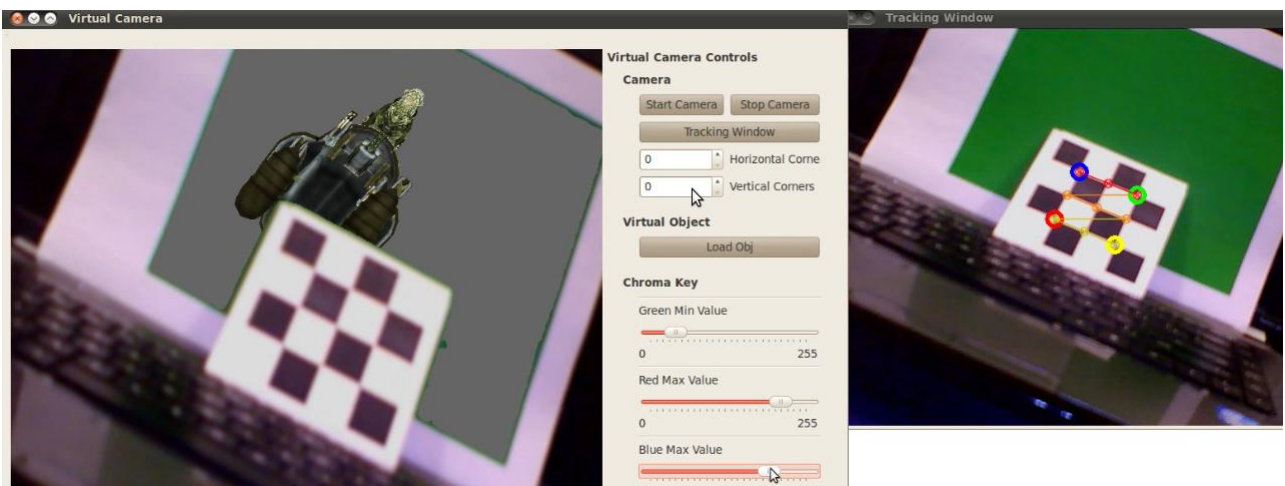 Virtual Camera
Tracking Window
Virtual Camera Controls
Camera
Start Camera Stop Camera
Tracking Window
0 Horizontal Corne
0 Vertical Corners
Virtual Object
Load Obj
Chroma Key
Green Min Value
0 255
Red Max Value
0 255
Blue Max Value